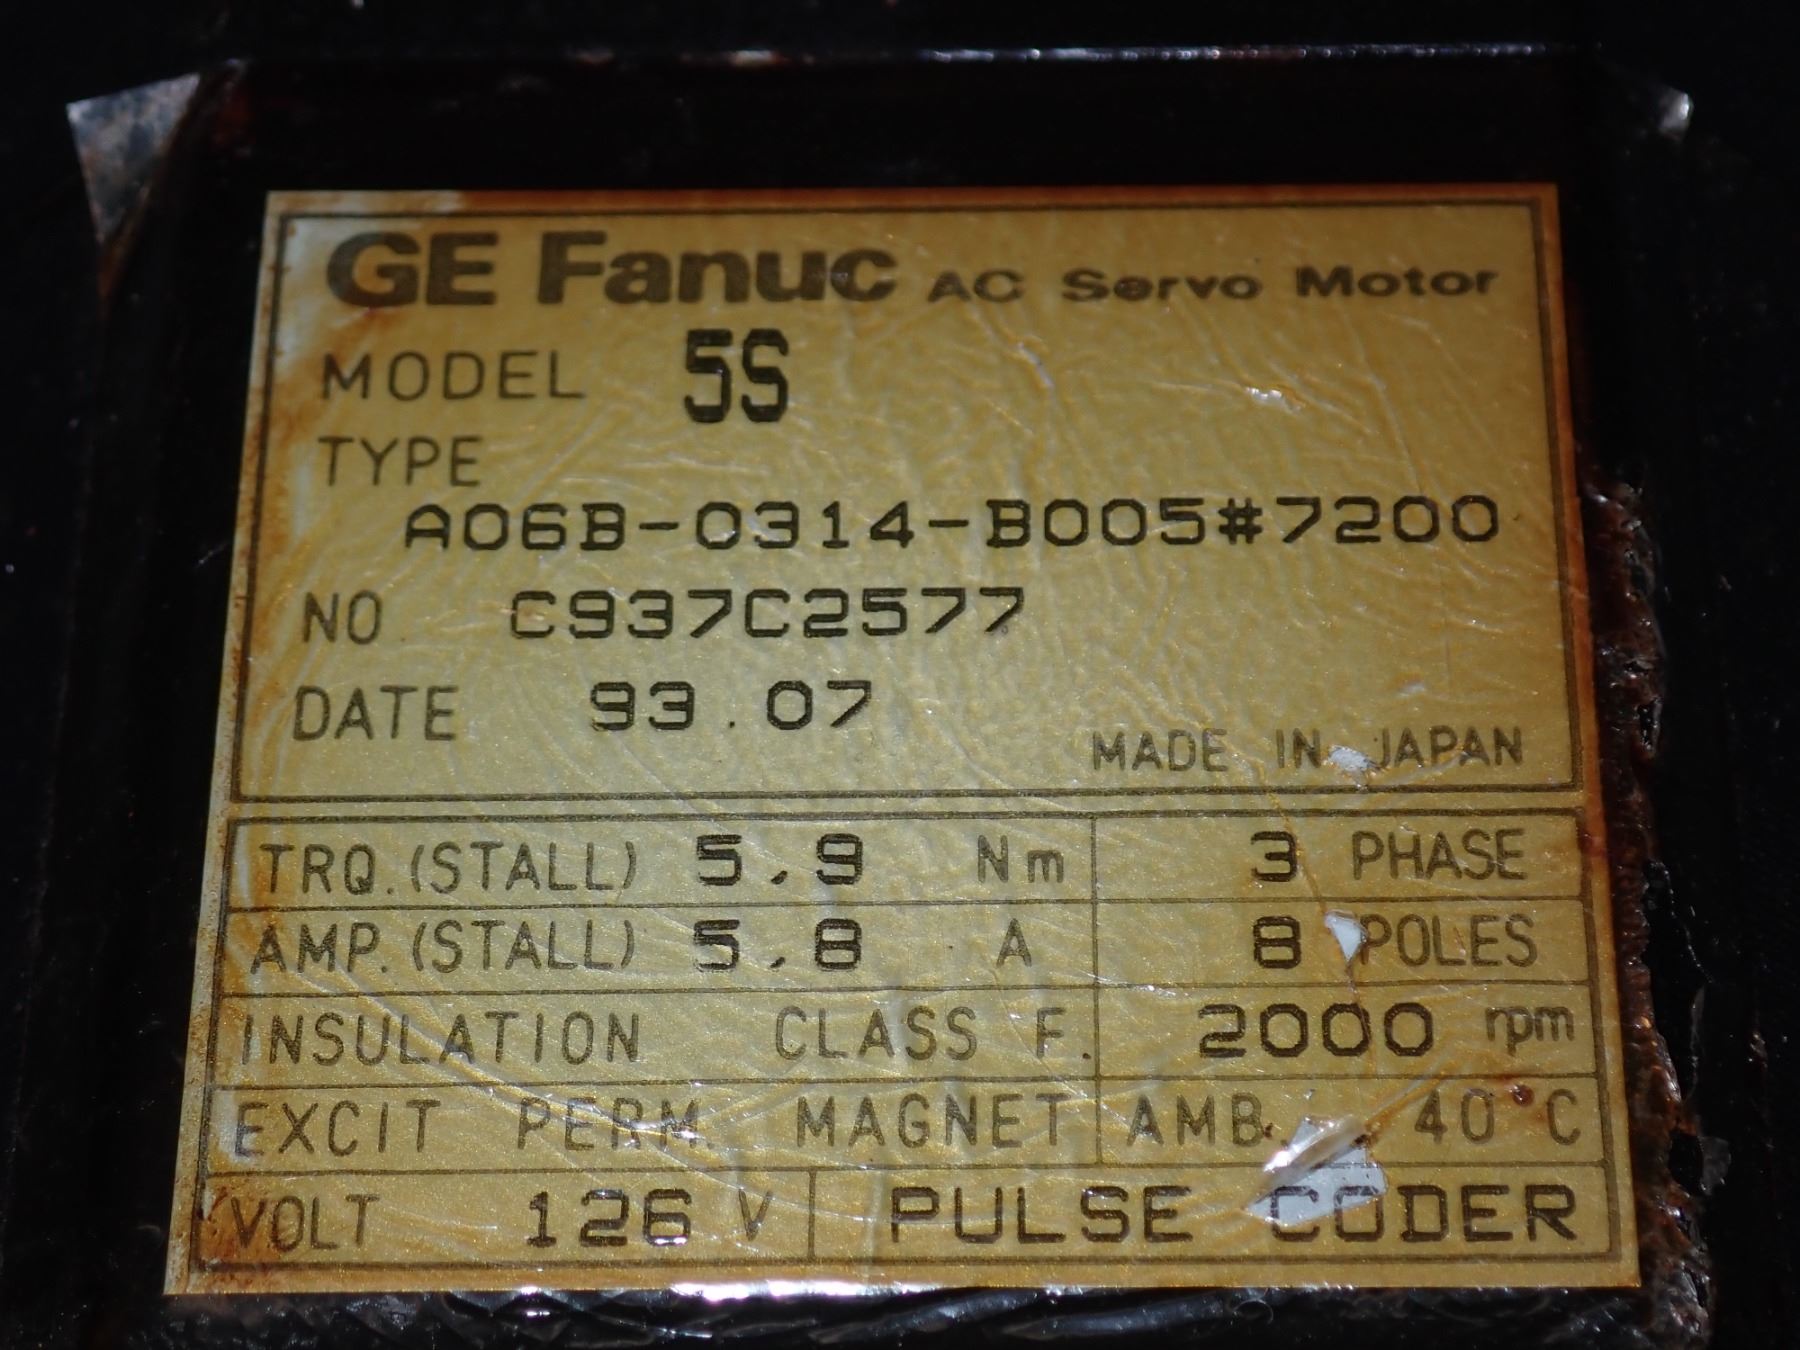 GE Fanuc AC Servo Motor
MODEL 5S
TYPE
A06B-0314-B005#7200
NO C937C2577
DATE 93.07
MADE IN JAPAN
TRQ.(STALL) 5.9 Nm 3 PHASE
AMP.(STALL) 5.8 A 8 POLES
INSULATION CLASS F. 2000 rpm
EXCIT PERM. MAGNET AMB. 40°C
VOLT 126 V PULSE CODER